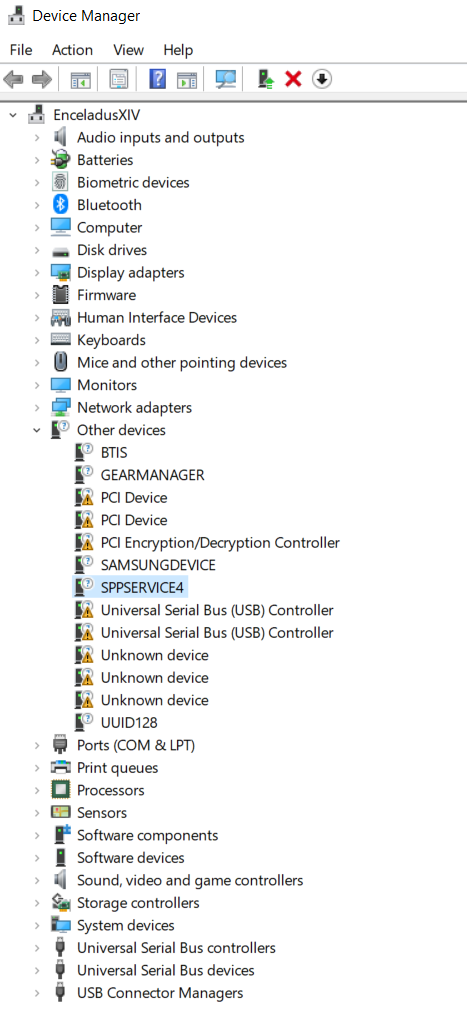 Device Manager
File Action View Help
EnceladusXIV
Audio inputs and outputs
Batteries
Biometric devices
Bluetooth
Computer
Disk drives
Display adapters
Firmware
Human Interface Devices
Keyboards
Mice and other pointing devices
Monitors
Network adapters
Other devices
BTIS
GEARMANAGER
PCI Device
PCI Device
PCI Encryption/Decryption Controller
SAMSUNGDEVICE
SPPSERVICE4
Universal Serial Bus (USB) Controller
Universal Serial Bus (USB) Controller
Unknown device
Unknown device
Unknown device
UUID128
Ports (COM & LPT)
Print queues
Processors
Sensors
Software components
Software devices
Sound, video and game controllers
Storage controllers
System devices
Universal Serial Bus controllers
Universal Serial Bus devices
USB Connector Managers